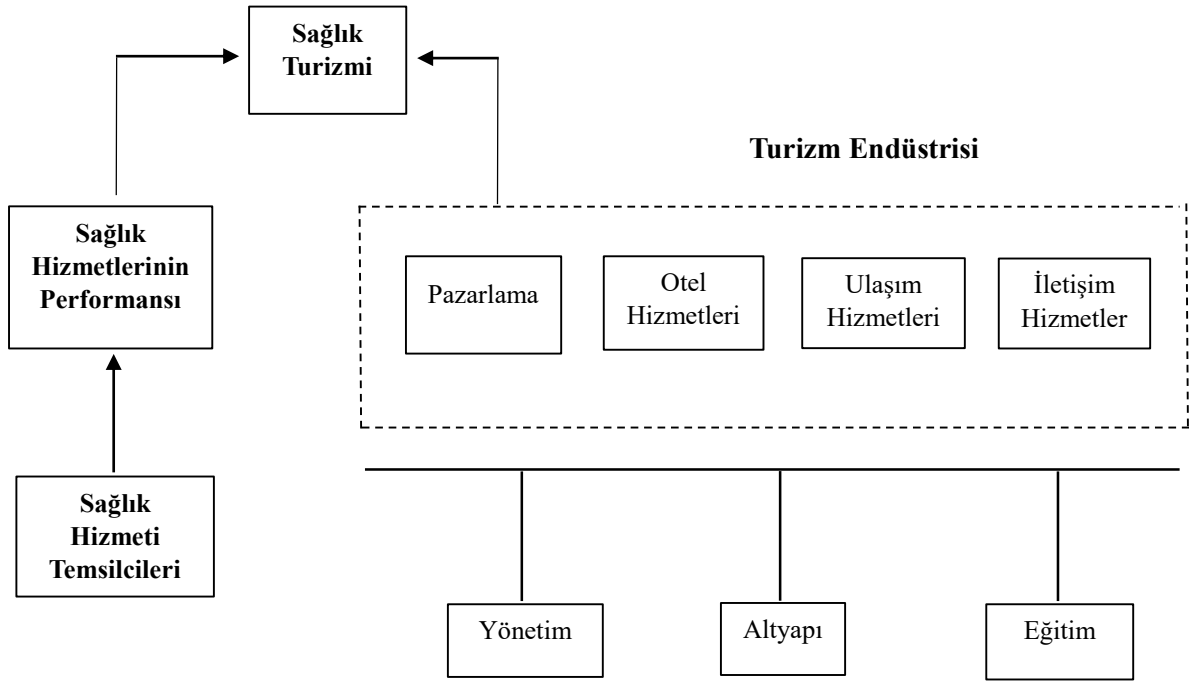 Sağlık
Turizmi
Turizm Endüstrisi
Sağlık
Hizmetlerinin
Performansı
Pazarlama
Otel
Hizmetleri
Ulaşım
Hizmetleri
İletişim
Hizmetler
Sağlık
Hizmeti
Temsilcileri
Yönetim
Altyapı
Eğitim